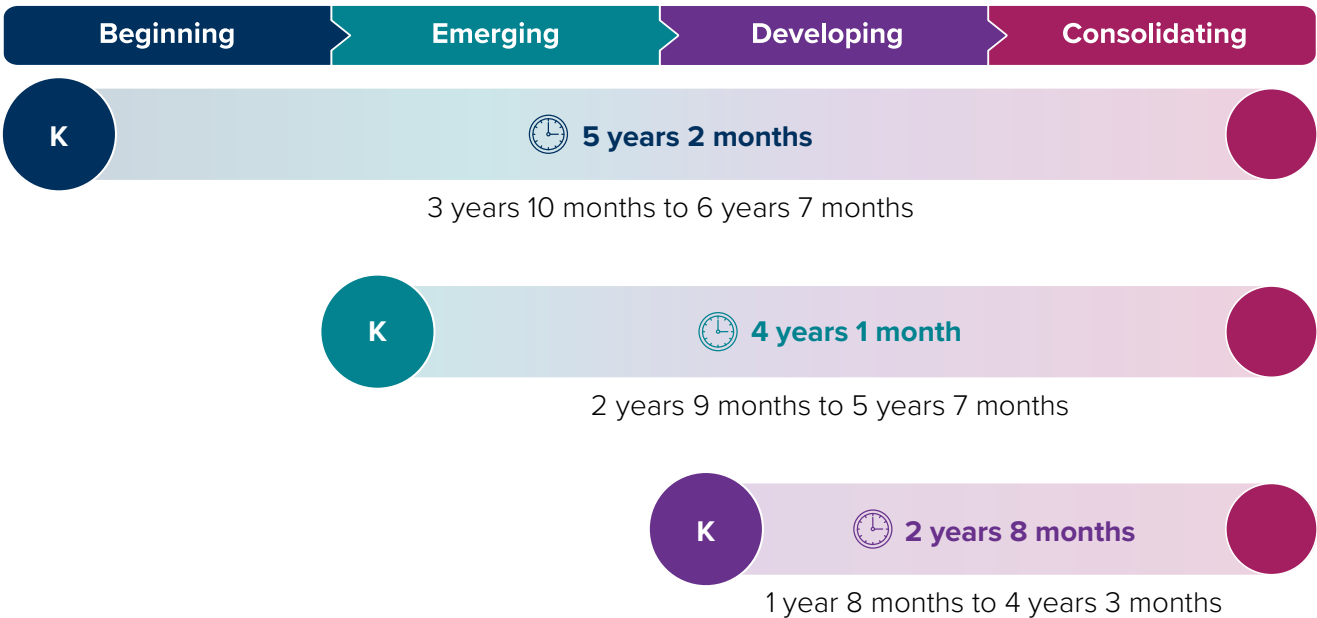 Beginning
Emerging
Developing
Consolidating
K
5 years 2 months
3 years 10 months to 6 years 7 months
K
4 years 1 month
2 years 9 months to 5 years 7 months
K
2 years 8 months
1 year 8 months to 4 years 3 months